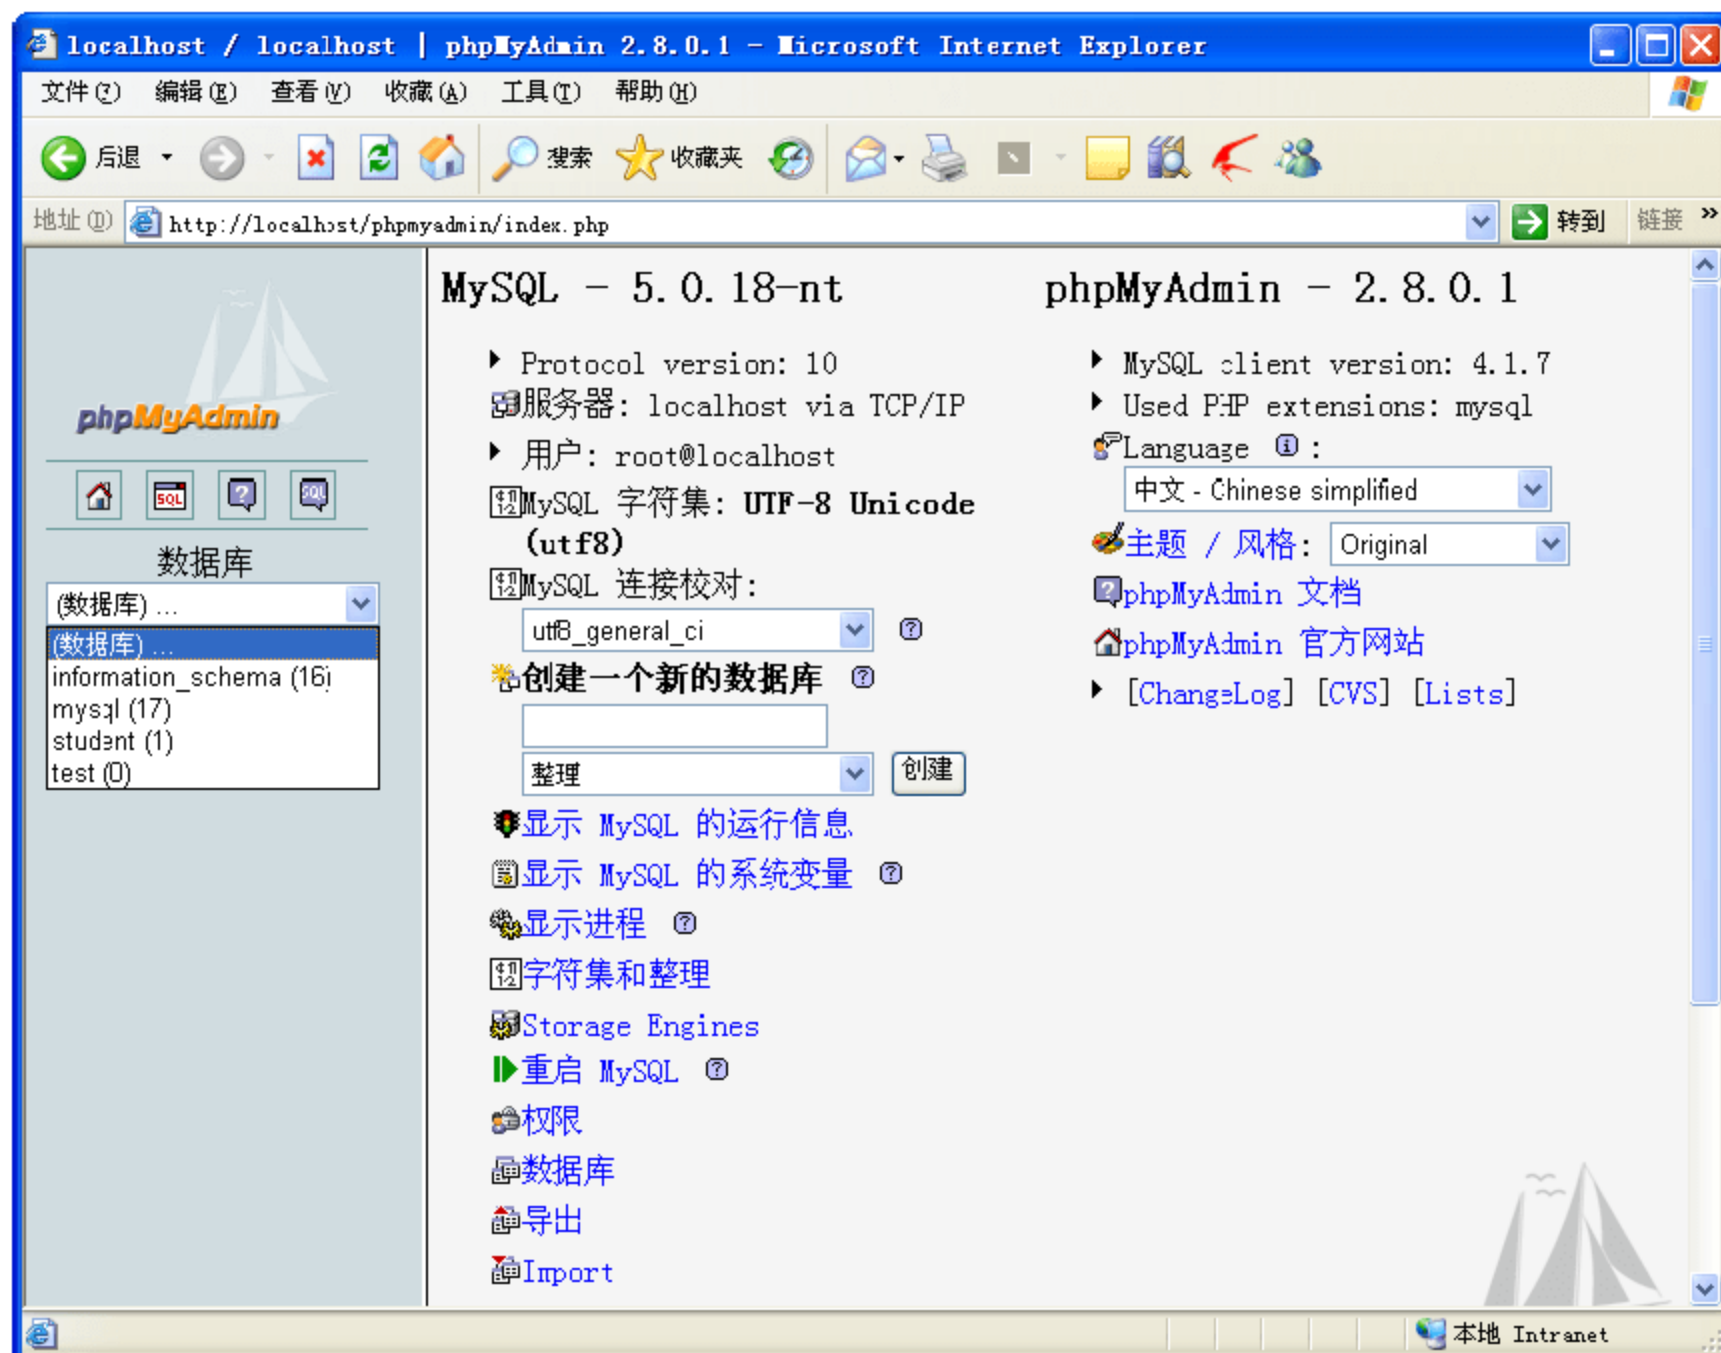 localhost / localhost | phpMyAdmin 2.8.0.1 - Microsoft Internet Explorer
文件(F) 编辑(E) 查看(V) 收藏(A) 工具(T) 帮助(H)
后退 搜索 收藏夹
地址(D) http://localhost/phpmyadmin/index.php 转到 链接 »
phpMyAdmin
SQL
SQL
数据库
(数据库) ...
(数据库) ...
information_schema (16)
mysql (17)
student (1)
test (0)
MySQL - 5.0.18-nt
Protocol version: 10
服务器: localhost via TCP/IP
用户: root@localhost
MySQL 字符集: UTF-8 Unicode
(utf8)
MySQL 连接校对:
utf8_general_ci
创建一个新的数据库
整理 创建
显示 MySQL 的运行信息
显示 MySQL 的系统变量
显示进程
字符集和整理
Storage Engines
重启 MySQL
权限
数据库
导出
Import
phpMyAdmin - 2.8.0.1
MySQL client version: 4.1.7
Used PHP extensions: mysql
Language :
中文 - Chinese simplified
主题 / 风格: Original
phpMyAdmin 文档
phpMyAdmin 官方网站
[ChangeLog] [CVS] [Lists]
本地 Intranet